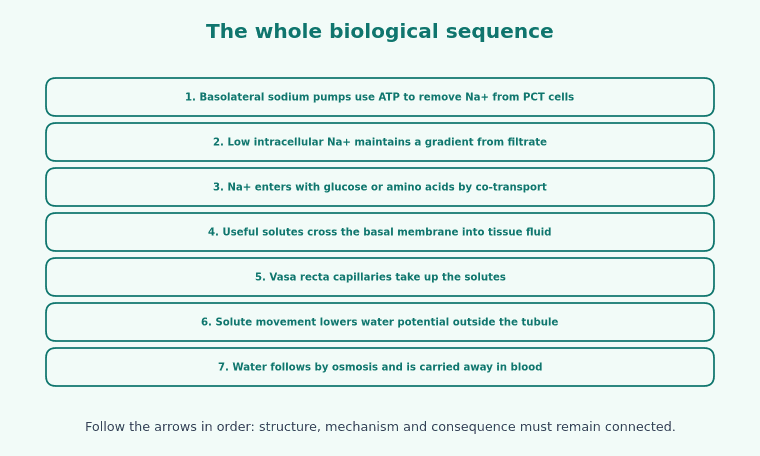 The whole biological sequence
1. Basolateral sodium pumps use ATP to remove Na+ from PCT cells
2. Low intracellular Na+ maintains a gradient from filtrate
3. Na+ enters with glucose or amino acids by co-transport
4. Useful solutes cross the basal membrane into tissue fluid
5. Vasa recta capillaries take up the solutes
6. Solute movement lowers water potential outside the tubule
7. Water follows by osmosis and is carried away in blood
Follow the arrows in order: structure, mechanism and consequence must remain connected.